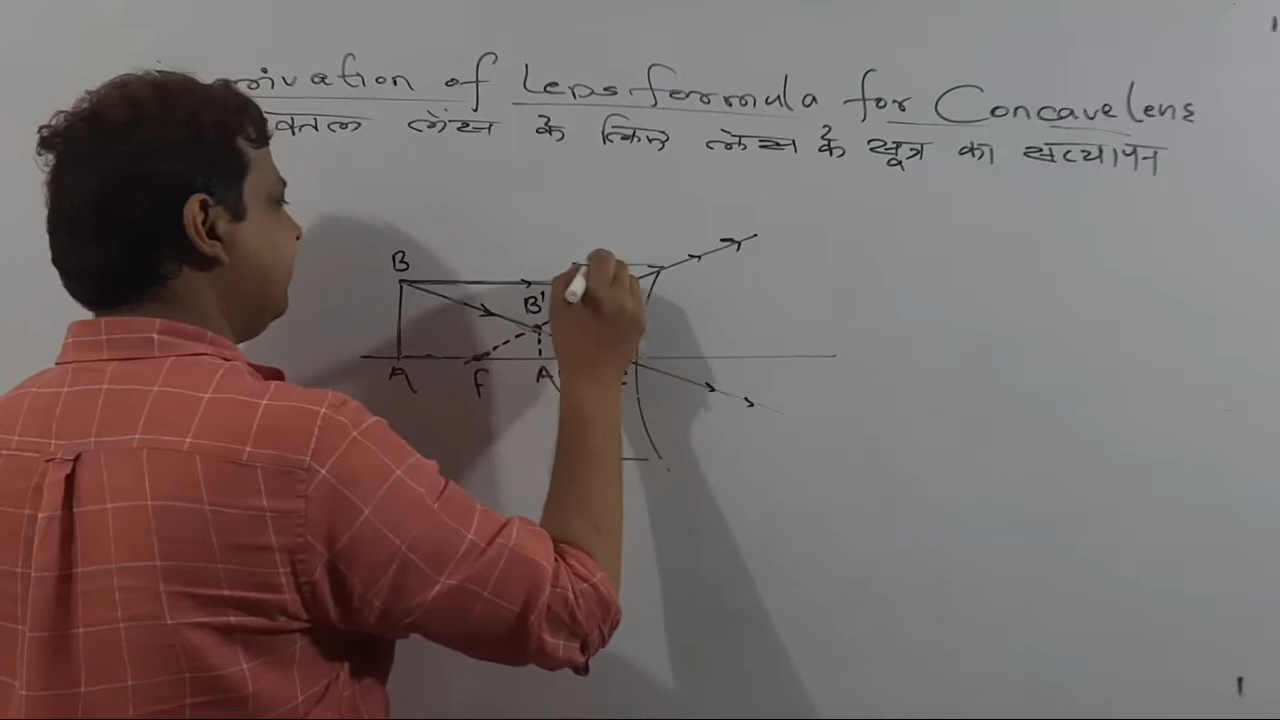 of Lens formula for Concave lens
लेंस के लिए लेंस के सूत्र का सत्यापन
B
B'
A F A